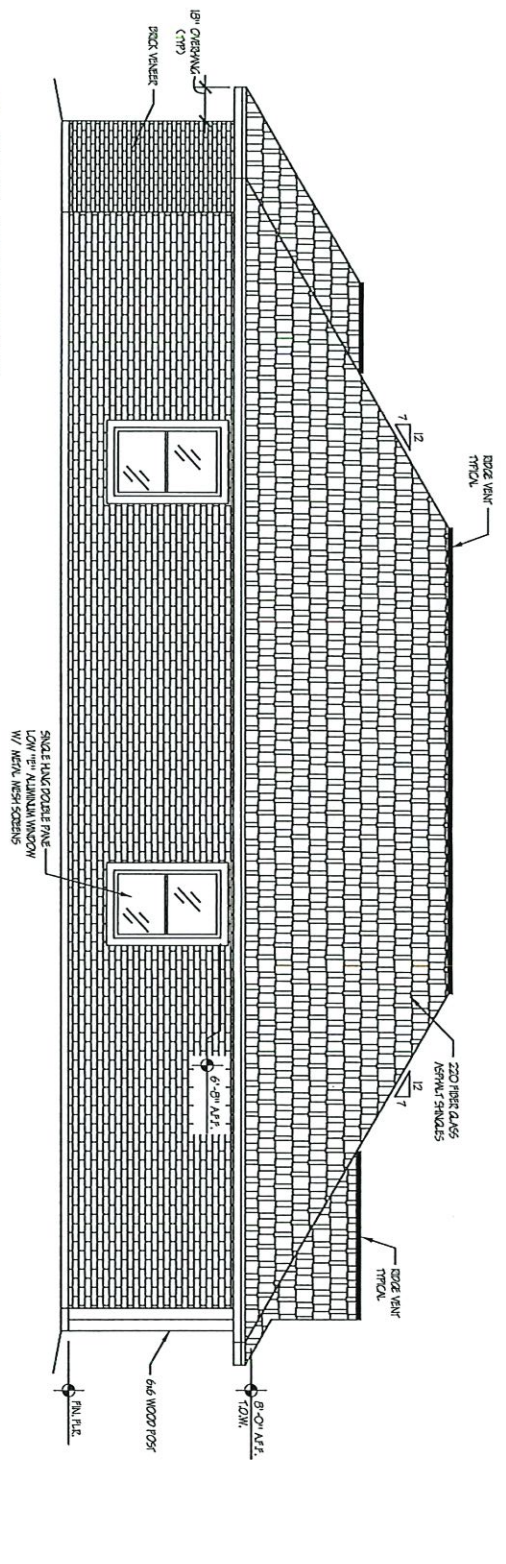 18" OVERHANG
(TYP)
BRICK VENEER
7
12
RIDGE VENT
TYPICAL
220 FIBER GLASS
ASPHALT SHINGLES
12
7
RIDGE VENT
TYPICAL
SINGLE HUNG DOUBLE PANE
LOW "E" ALUMINUM WINDOW
W/ METAL MESH SCREENS
6'-8" A.F.F.
8'-0" A.F.F.
T.O.W.
6x6 WOOD POST
FIN. FLR.